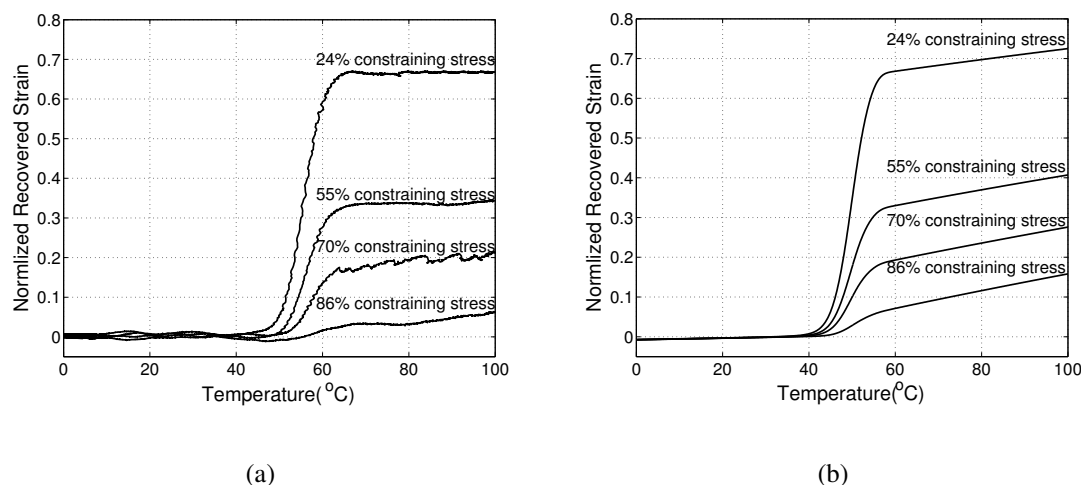 0.8
0.7
0.6
0.5
0.4
0.3
0.2
0.1
0
Normlized Recovered Strain
24% constraining stress
55% constraining stress
70% constraining stress
86% constraining stress
0 20 40 60 80 100
Temperature(°C)
(a)
0.8
0.7
0.6
0.5
0.4
0.3
0.2
0.1
0
Normlized Recovered Strain
24% constraining stress
55% constraining stress
70% constraining stress
86% constraining stress
0 20 40 60 80 100
Temperature(°C)
(b)